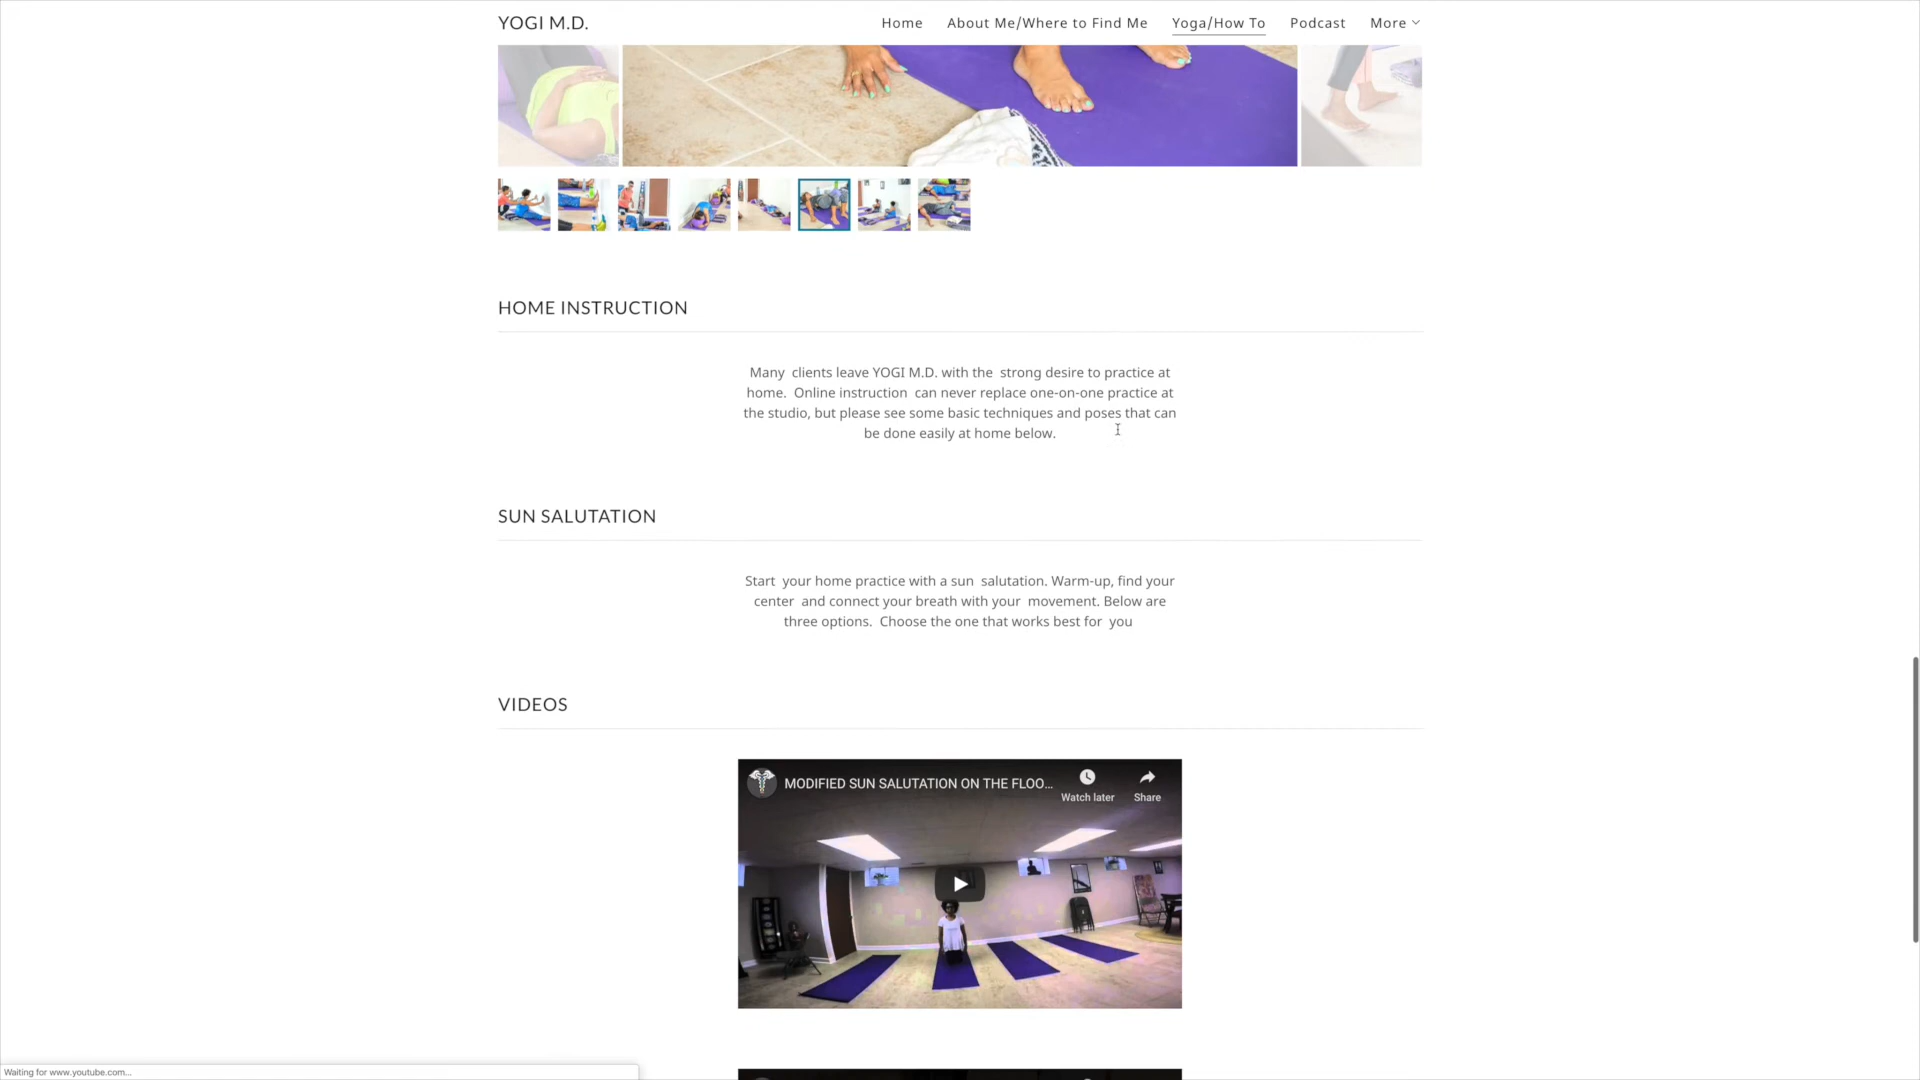 YOGI M.D.
Home About Me/Where to Find Me Yoga/How To Podcast More
HOME INSTRUCTION
Many clients leave YOGI M.D. with the strong desire to practice at
home. Online instruction can never replace one-on-one practice at
the studio, but please see some basic techniques and poses that can
be done easily at home below.
SUN SALUTATION
Start your home practice with a sun salutation. Warm-up, find your
center and connect your breath with your movement. Below are
three options. Choose the one that works best for you
VIDEOS
MODIFIED SUN SALUTATION ON THE FLOO...
Watch later
Share
Waiting for www.youtube.com...